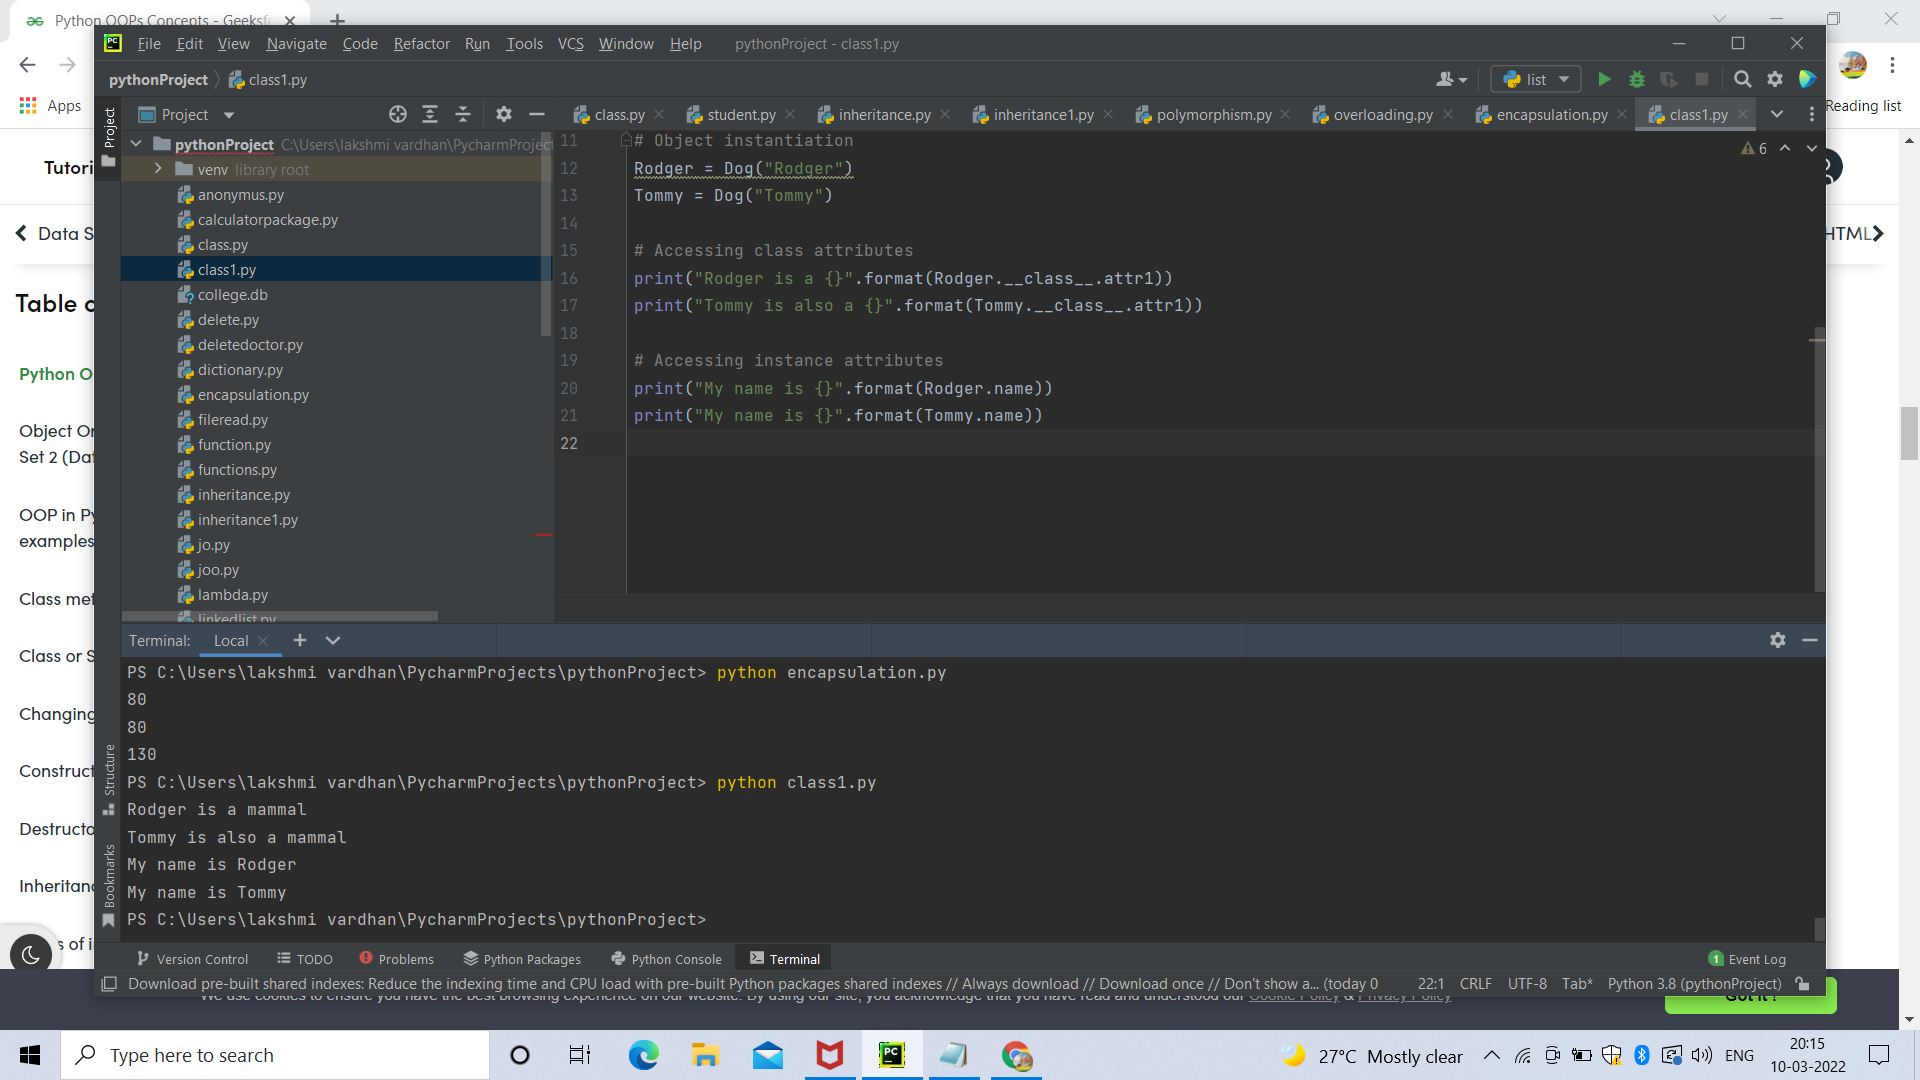 Python OOPs Concepts - Geeksf
File Edit View Navigate Code Refactor Run Tools VCS Window Help pythonProject - class1.py
pythonProject class1.py
list
Apps
Reading list
Project
Project
class.py student.py inheritance.py inheritance1.py polymorphism.py overloading.py encapsulation.py class1.py
pythonProject C:\Users\lakshmi vardhan\PycharmProjec
venv library root
anonymus.py
calculatorpackage.py
class.py
class1.py
college.db
delete.py
deletedoctor.py
dictionary.py
encapsulation.py
fileread.py
function.py
functions.py
inheritance.py
inheritance1.py
jo.py
joo.py
lambda.py
linkedlist.py
6
11 # Object instantiation
12 Rodger = Dog("Rodger")
13 Tommy = Dog("Tommy")
14
15 # Accessing class attributes
16 print("Rodger is a {}".format(Rodger.__class__.attr1))
17 print("Tommy is also a {}".format(Tommy.__class__.attr1))
18
19 # Accessing instance attributes
20 print("My name is {}".format(Rodger.name))
21 print("My name is {}".format(Tommy.name))
22
Tutori
Data S
HTML
Table o
Python O
Object Or
Set 2 (Dat
OOP in Py
examples
Class met
Class or S
Changing
Construct
Destructo
Inheritanc
s of i
Terminal: Local
PS C:\Users\lakshmi vardhan\PycharmProjects\pythonProject> python encapsulation.py
80
80
130
PS C:\Users\lakshmi vardhan\PycharmProjects\pythonProject> python class1.py
Rodger is a mammal
Tommy is also a mammal
My name is Rodger
My name is Tommy
PS C:\Users\lakshmi vardhan\PycharmProjects\pythonProject>
Structure
Bookmarks
Version Control TODO Problems Python Packages Python Console Terminal 1 Event Log
Download pre-built shared indexes: Reduce the indexing time and CPU load with pre-built Python packages shared indexes // Always download // Download once // Don't show a... (today 0 22:1 CRLF UTF-8 Tab* Python 3.8 (pythonProject)
We use cookies to ensure you have the best browsing experience on our website. By using our site, you acknowledge that you have read and understood our Cookie Policy & Privacy Policy
Got It !
Type here to search
27°C Mostly clear
ENG
20:15
10-03-2022